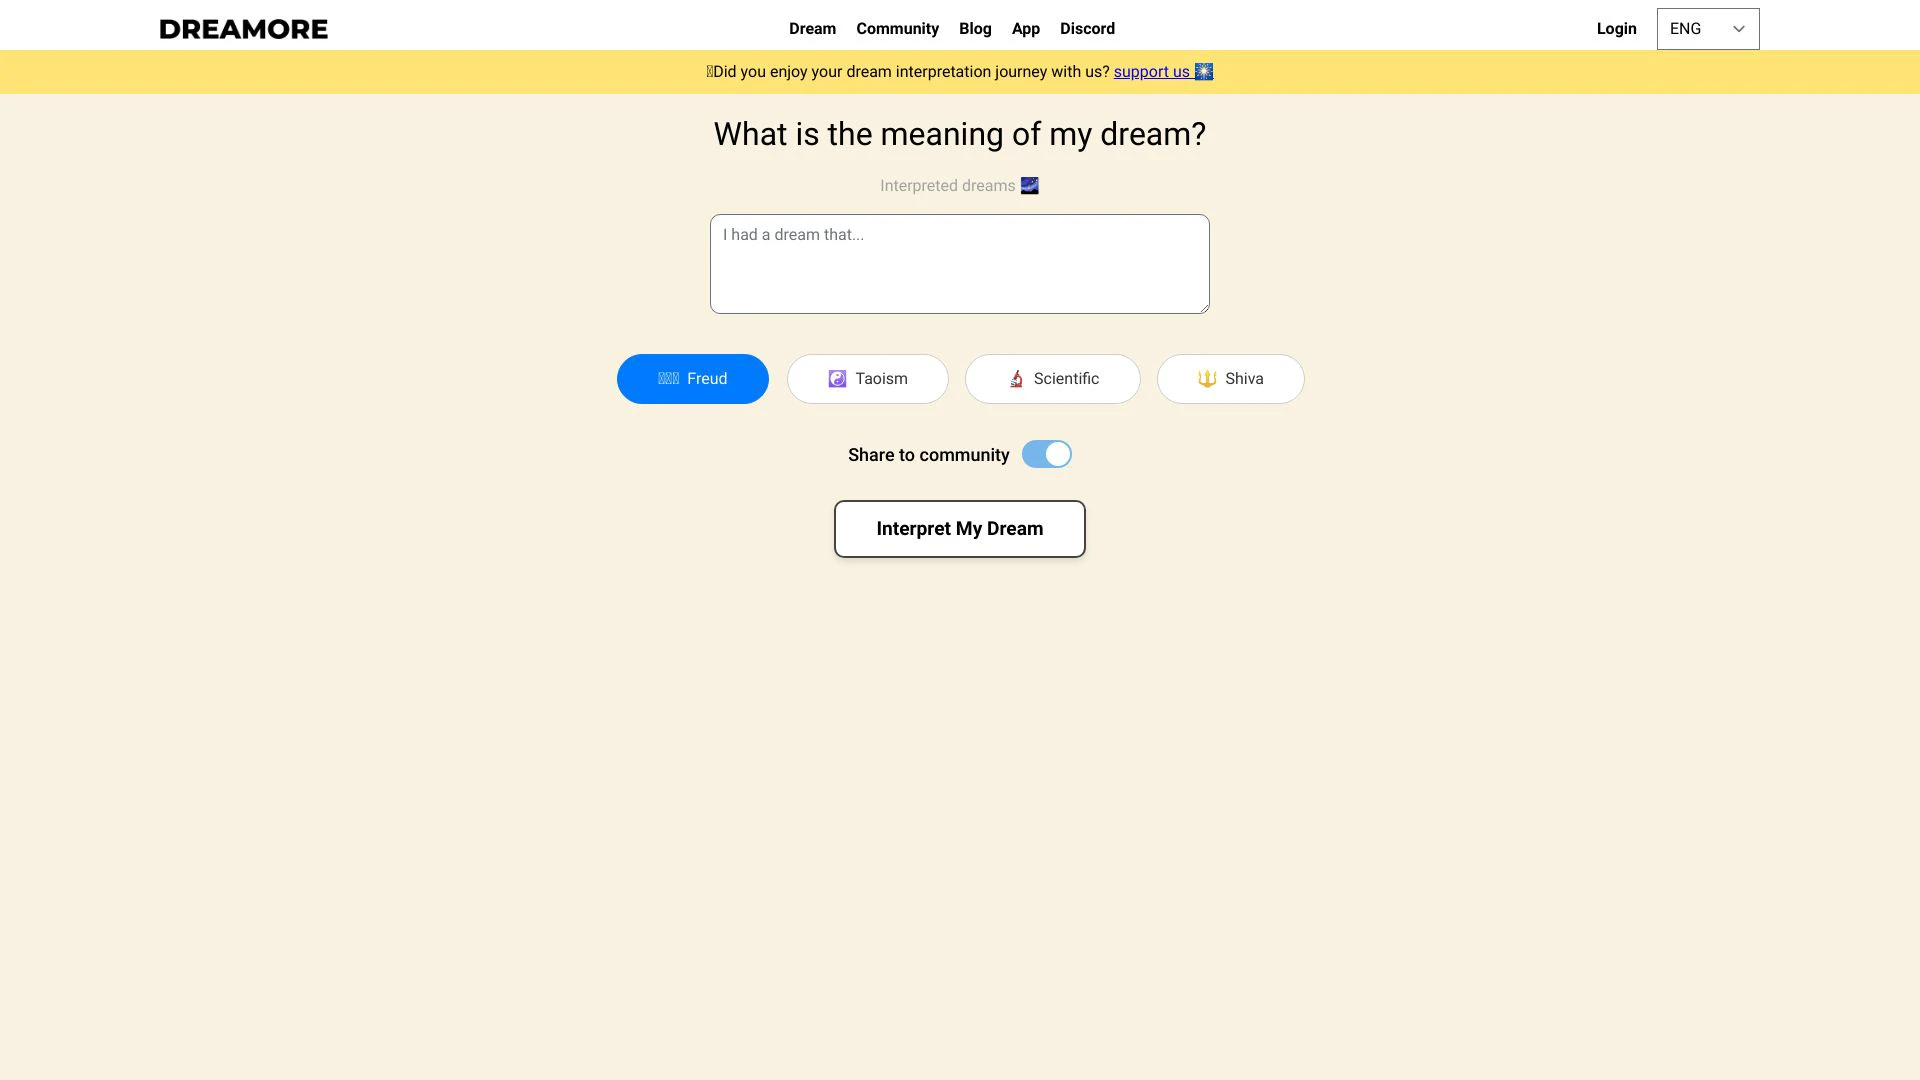 DREAMORE
Dream Community Blog App Discord
Login ENG
Did you enjoy your dream interpretation journey with us? support us 🎆
What is the meaning of my dream?
Interpreted dreams 🌌
I had a dream that...
Freud ☯️ Taoism 🔬 Scientific 🔱 Shiva
Share to community
Interpret My Dream